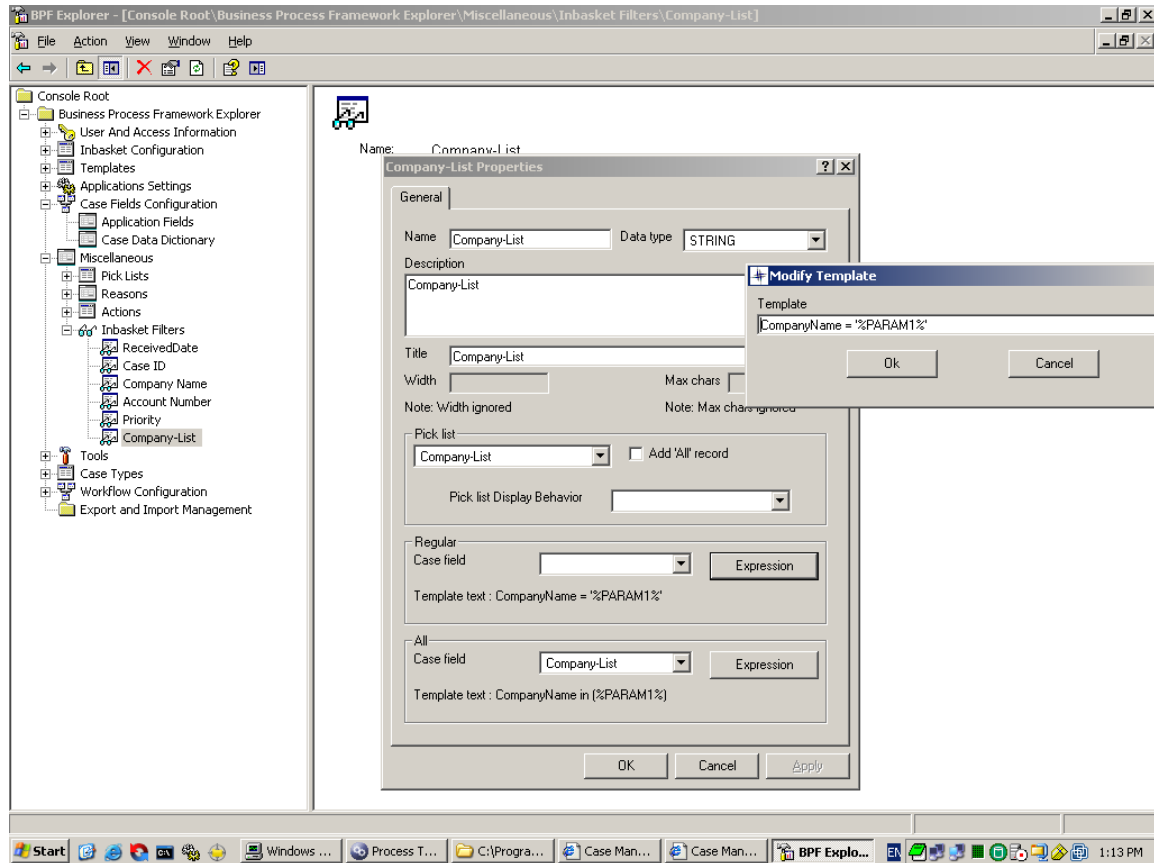 BPF Explorer - [Console Root\Business Process Framework Explorer\Miscellaneous\Inbasket Filters\Company-List]
File Action View Window Help
Console Root
Business Process Framework Explorer
User And Access Information
Inbasket Configuration
Templates
Applications Settings
Case Fields Configuration
Application Fields
Case Data Dictionary
Miscellaneous
Pick Lists
Reasons
Actions
Inbasket Filters
ReceivedDate
Case ID
Company Name
Account Number
Priority
Company-List
Tools
Case Types
Workflow Configuration
Export and Import Management
Name: Company-List
Company-List Properties
General
Name Company-List Data type STRING
Description
Company-List
Title Company-List
Width Max chars
Note: Width ignored Note: Max chars ignored
Pick list
Company-List Add 'All' record
Pick list Display Behavior
Regular
Case field Expression
Template text : CompanyName = '%PARAM1%'
All
Case field Company-List Expression
Template text : CompanyName in (%PARAM1%)
OK Cancel Apply
Modify Template
Template
CompanyName = '%PARAM1%'
Ok Cancel
Start Windows ... Process T... C:\Progra... Case Man... Case Man... BPF Explo... EN 1:13 PM